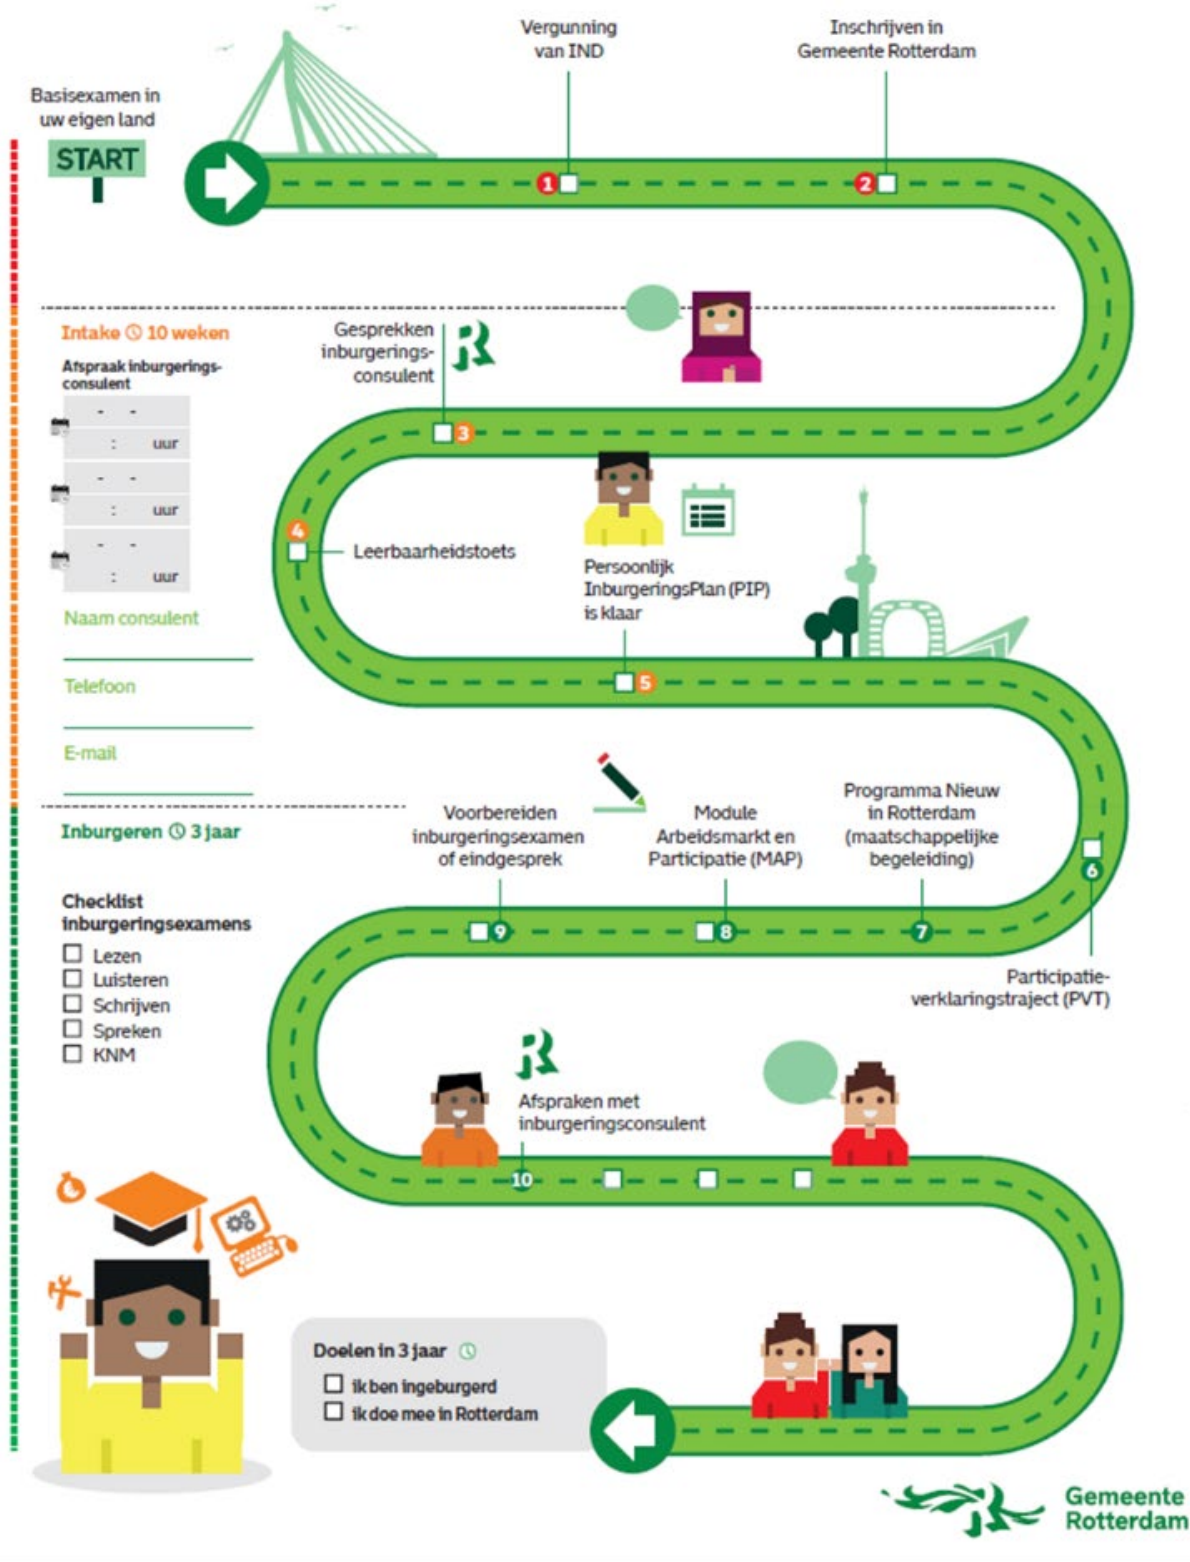 Basisexamen in
uw eigen land
START
Vergunning
van IND
Inschrijven in
Gemeente Rotterdam
1
2
Intake 10 weken
Afspraak inburgerings-
consulent
- -
: uur
- -
: uur
- -
: uur
Naam consulent
Telefoon
E-mail
Gesprekken
inburgerings-
consulent
3
4
Leerbaarheidstoets
Persoonlijk
InburgeringsPlan (PIP)
is klaar
5
Inburgeren 3 jaar
Checklist
inburgeringsexamens
Lezen
Luisteren
Schrijven
Spreken
KNM
Voorbereiden
inburgeringsexamen
of eindgesprek
Module
Arbeidsmarkt en
Participatie (MAP)
Programma Nieuw
in Rotterdam
(maatschappelijke
begeleiding)
6
9
8
7
Participatie-
verklaringstraject (PVT)
Afspraken met
inburgeringsconsulent
10
Doelen in 3 jaar
ik ben ingeburgerd
ik doe mee in Rotterdam
Gemeente
Rotterdam